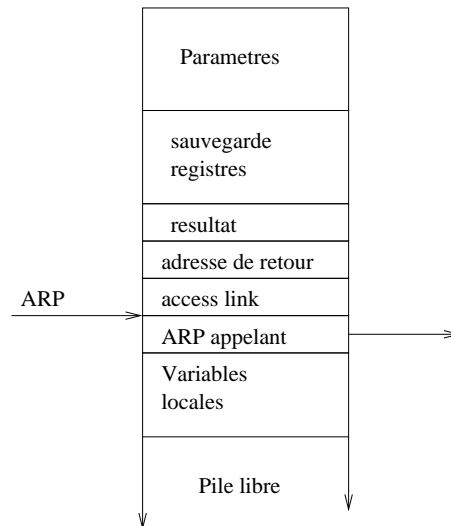 Parametres
sauvegarde
registres
resultat
adresse de retour
ARP
access link
ARP appelant
Variables
locales
Pile libre